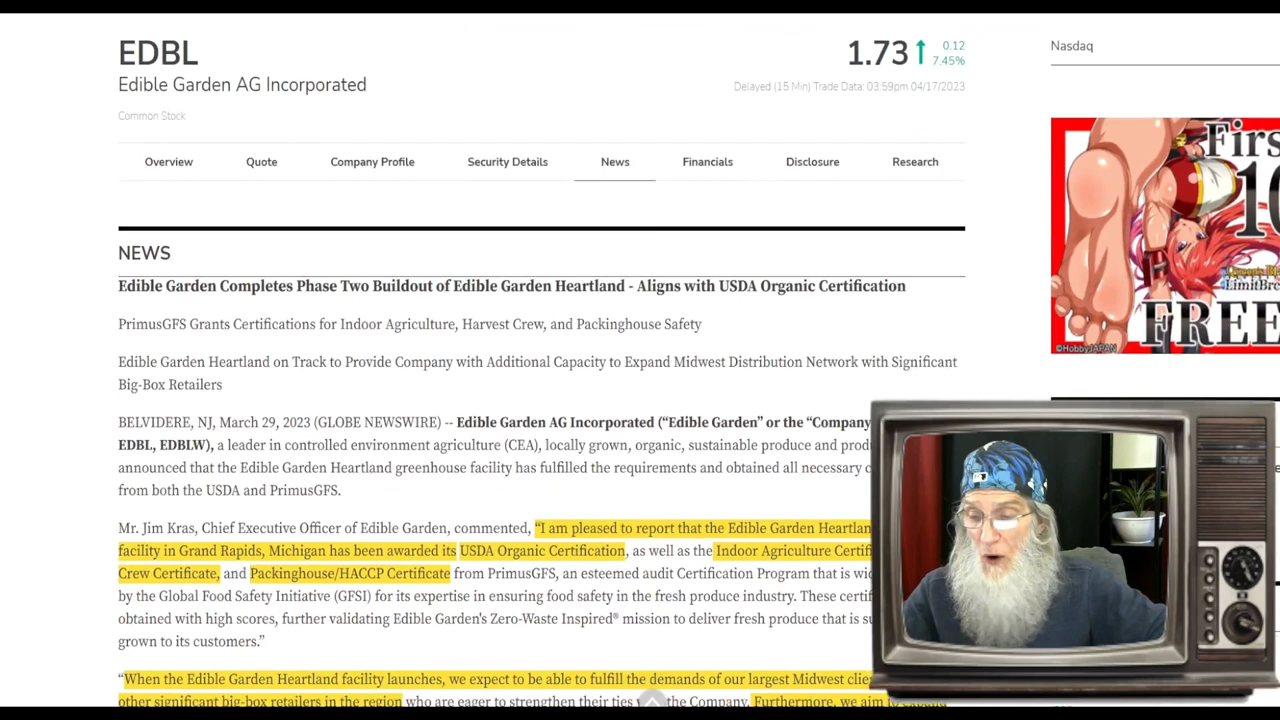 EDBL
Edible Garden AG Incorporated
Common Stock
1.73
0.12
7.45%
Delayed (15 Min) Trade Data: 03:59pm 04/17/2023
Overview Quote Company Profile Security Details News Financials Disclosure Research
NEWS
Edible Garden Completes Phase Two Buildout of Edible Garden Heartland - Aligns with USDA Organic Certification
PrimusGFS Grants Certifications for Indoor Agriculture, Harvest Crew, and Packinghouse Safety
Edible Garden Heartland on Track to Provide Company with Additional Capacity to Expand Midwest Distribution Network with Significant
Big-Box Retailers
BELVIDERE, NJ, March 29, 2023 (GLOBE NEWSWIRE) -- Edible Garden AG Incorporated (“Edible Garden” or the “Company
EDBL, EDBLW), a leader in controlled environment agriculture (CEA), locally grown, organic, sustainable produce and
announced that the Edible Garden Heartland greenhouse facility has fulfilled the requirements and obtained all necessary
from both the USDA and PrimusGFS.
Mr. Jim Kras, Chief Executive Officer of Edible Garden, commented, “I am pleased to report that the Edible Garden
facility in Grand Rapids, Michigan has been awarded its USDA Organic Certification, as well as the Indoor Agriculture
Crew Certificate, and Packinghouse/HACCP Certificate from PrimusGFS, an esteemed audit Certification Program that is
by the Global Food Safety Initiative (GFSI) for its expertise in ensuring food safety in the fresh produce industry. These
obtained with high scores, further validating Edible Garden's Zero-Waste Inspired® mission to deliver fresh produce that is
grown to its customers.”
“When the Edible Garden Heartland facility launches, we expect to be able to fulfill the demands of our largest Midwest
other significant big-box retailers in the region who are eager to strengthen their ties the Company. Furthermore, we aim to
Nasdaq
Firs
10
FREE
©HobbyJAPAN